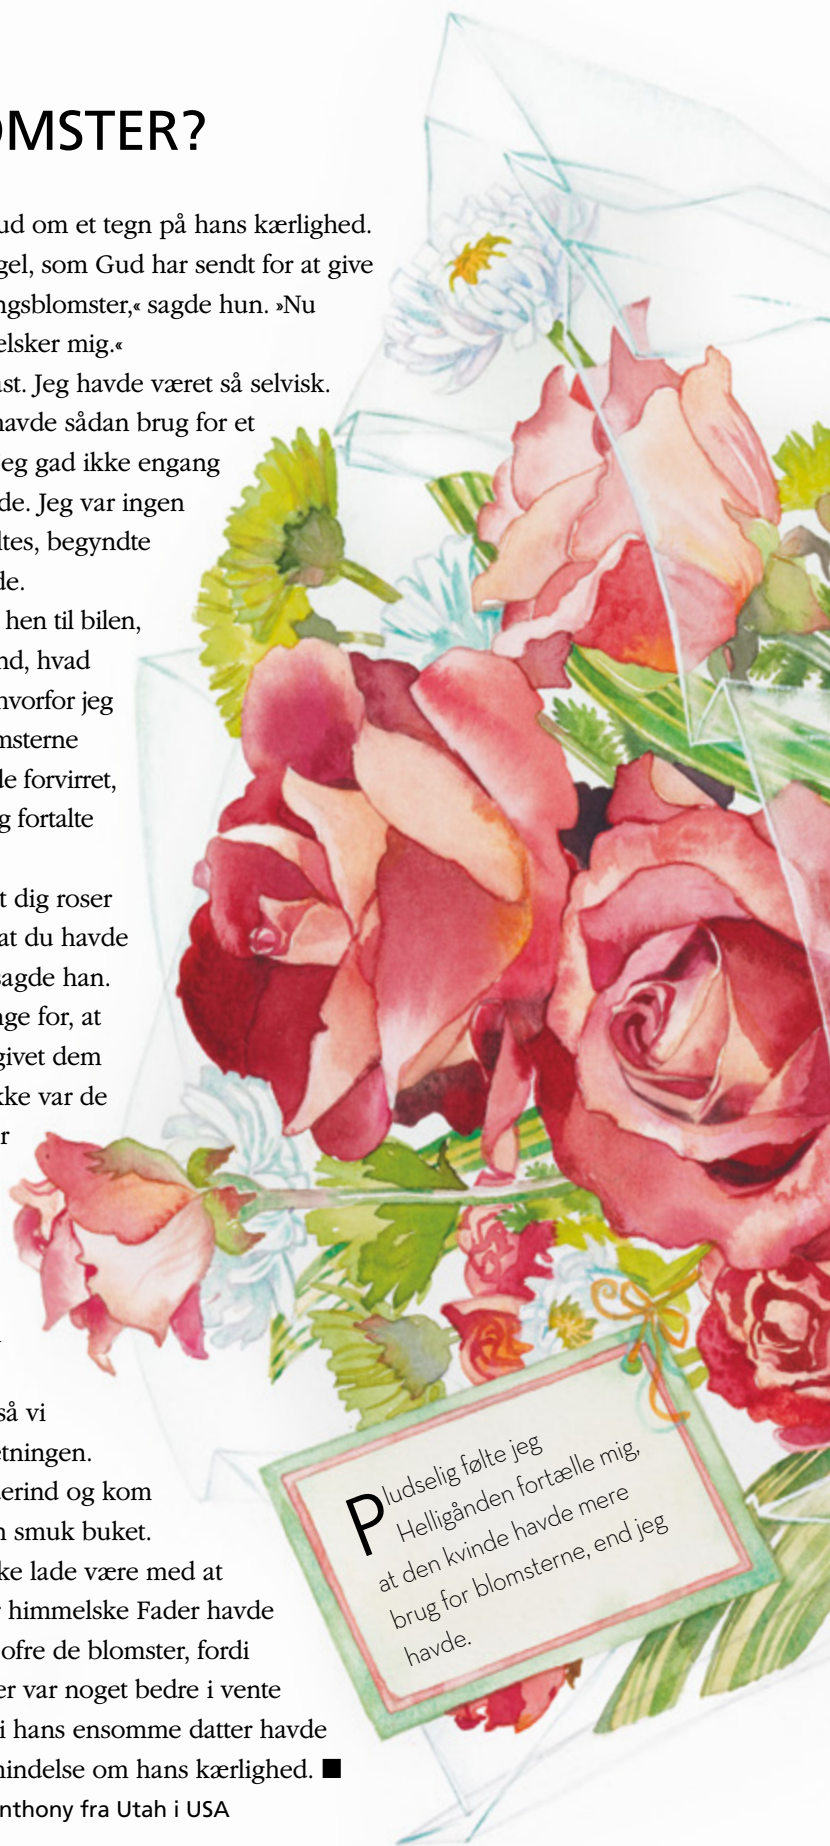 OMSTER?
ud om et tegn på hans kærlighed.
gel, som Gud har sendt for at give
ngsblomster,« sagde hun. »Nu
elsker mig.«
ast. Jeg havde været så selvisk.
havde sådan brug for et
eg gad ikke engang
de. Jeg var ingen
ltes, begyndte
de.
hen til bilen,
nd, hvad
hvorfor jeg
msterne
de forvirret,
g fortalte
t dig roser
at du havde
sagde han.
nge for, at
givet dem
kke var de
r
så vi
etningen.
derind og kom
n smuk buket.
ke lade være med at
r himmelske Fader havde
ofre de blomster, fordi
er var noget bedre i vente
i hans ensomme datter havde
mindelse om hans kærlighed. ■
nthony fra Utah i USA
Pludselig følte jeg
Helligånden fortælle mig,
at den kvinde havde mere
brug for blomsterne, end jeg
havde.